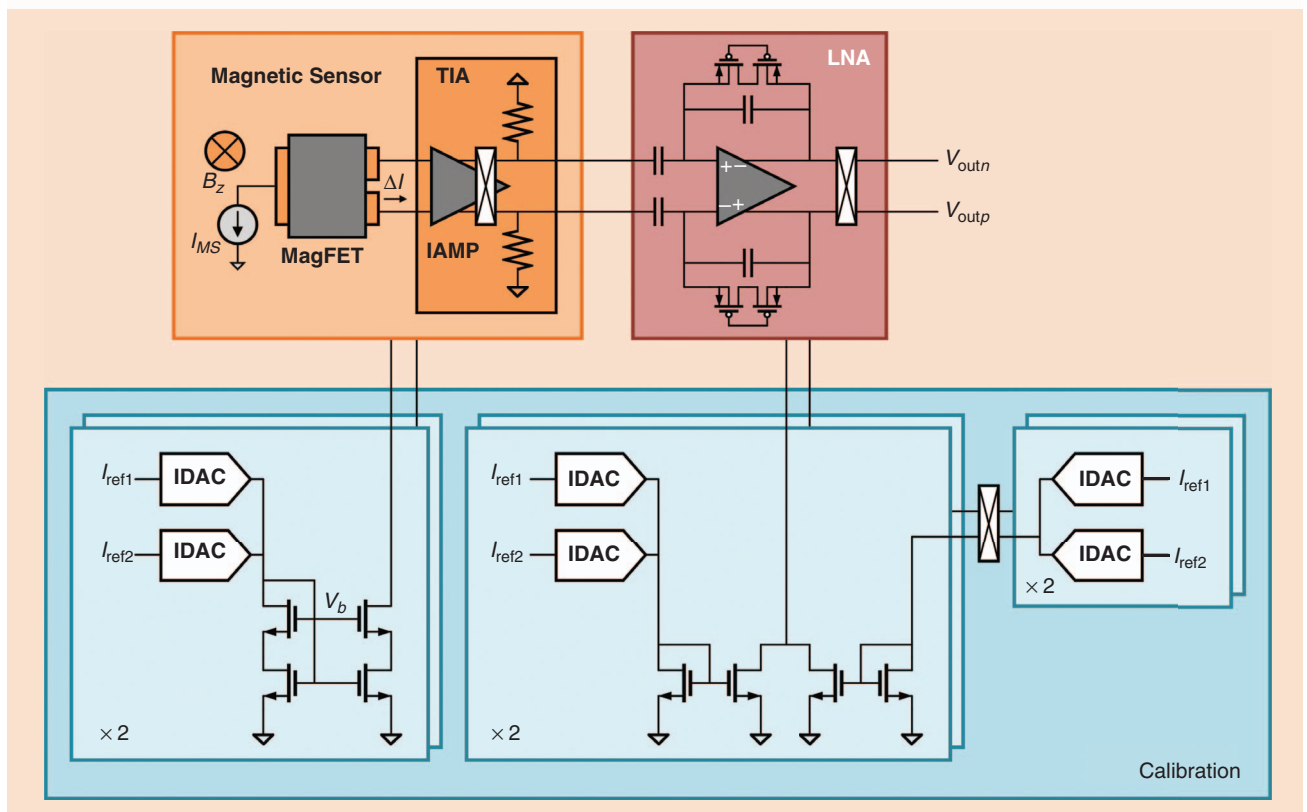 Magnetic Sensor
TIA
LNA
B_z
ΔI
I_MS
MagFET
IAMP
+−
−+
V_outn
V_outp
I_ref1
IDAC
I_ref2
IDAC
V_b
× 2
I_ref1
IDAC
I_ref2
IDAC
× 2
IDAC
I_ref1
IDAC
I_ref2
× 2
Calibration